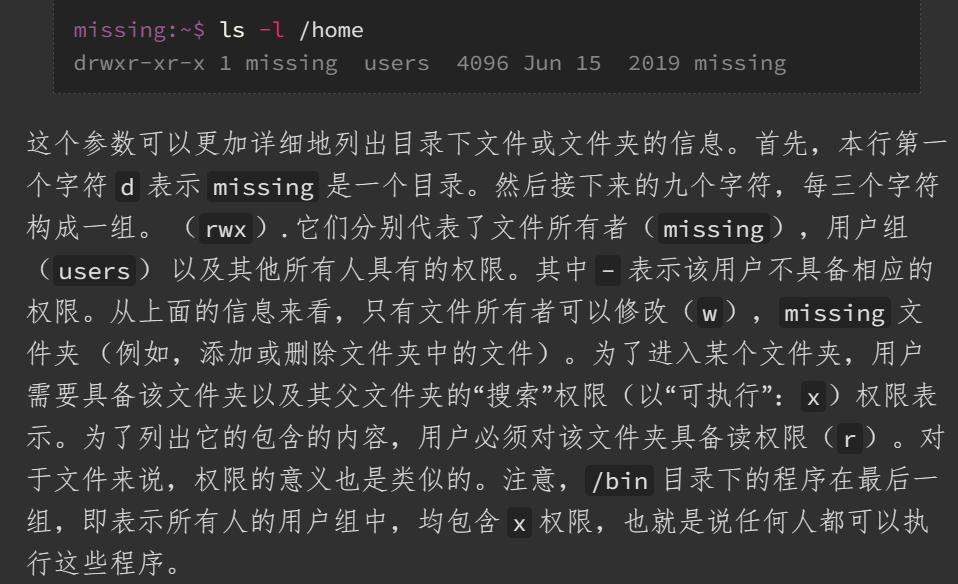 missing:~$ ls -l /home
drwxr-xr-x 1 missing  users  4096 Jun 15  2019 missing
这个参数可以更加详细地列出目录下文件或文件夹的信息。首先，本行第一
个字符 d 表示 missing 是一个目录。然后接下来的九个字符，每三个字符
构成一组。 （rwx）. 它们分别代表了文件所有者（missing），用户组
（users） 以及其他所有人具有的权限。其中 - 表示该用户不具备相应的
权限。从上面的信息来看，只有文件所有者可以修改（w），missing 文
件夹 （例如，添加或删除文件夹中的文件）。为了进入某个文件夹，用户
需要具备该文件夹以及其父文件夹的“搜索”权限（以“可执行”：x）权限表
示。为了列出它的包含的内容，用户必须对该文件夹具备读权限（r）。对
于文件来说，权限的意义也是类似的。注意，/bin 目录下的程序在最后一
组，即表示所有人的用户组中，均包含 x 权限，也就是说任何人都可以执
行这些程序。